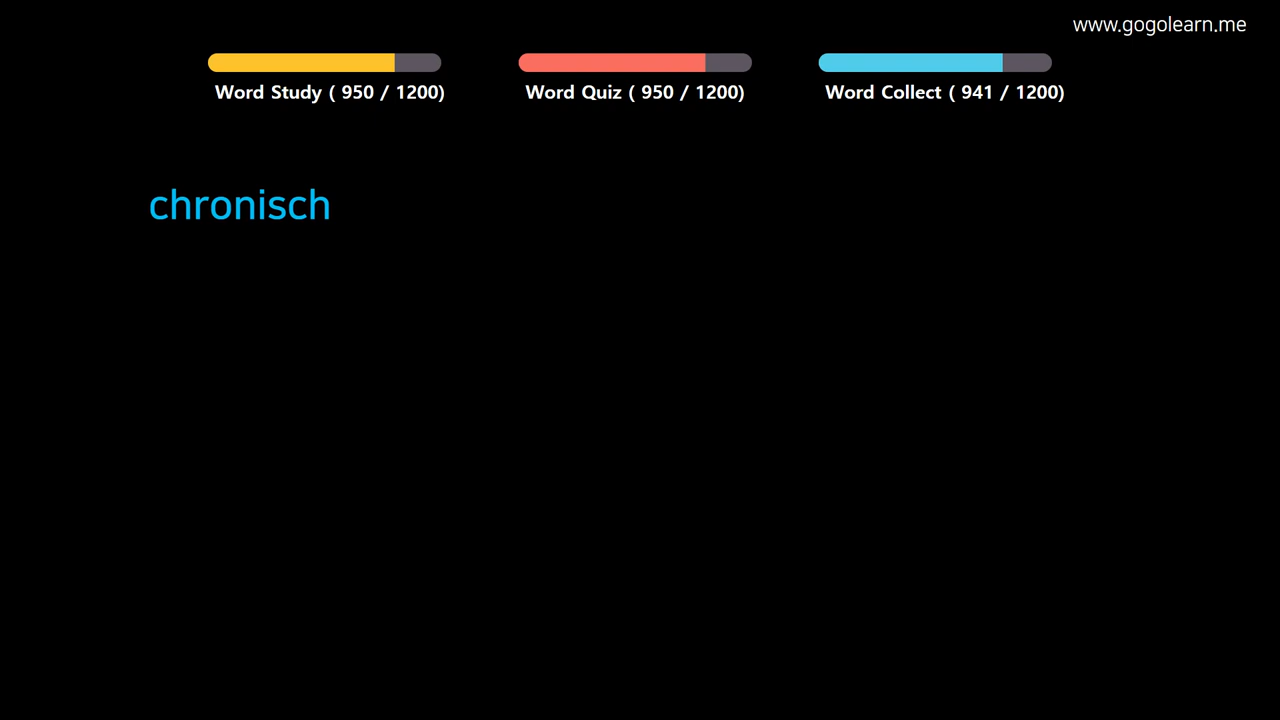 www.gogolearn.me
Word Study ( 950 / 1200)
Word Quiz ( 950 / 1200)
Word Collect ( 941 / 1200)
chronisch